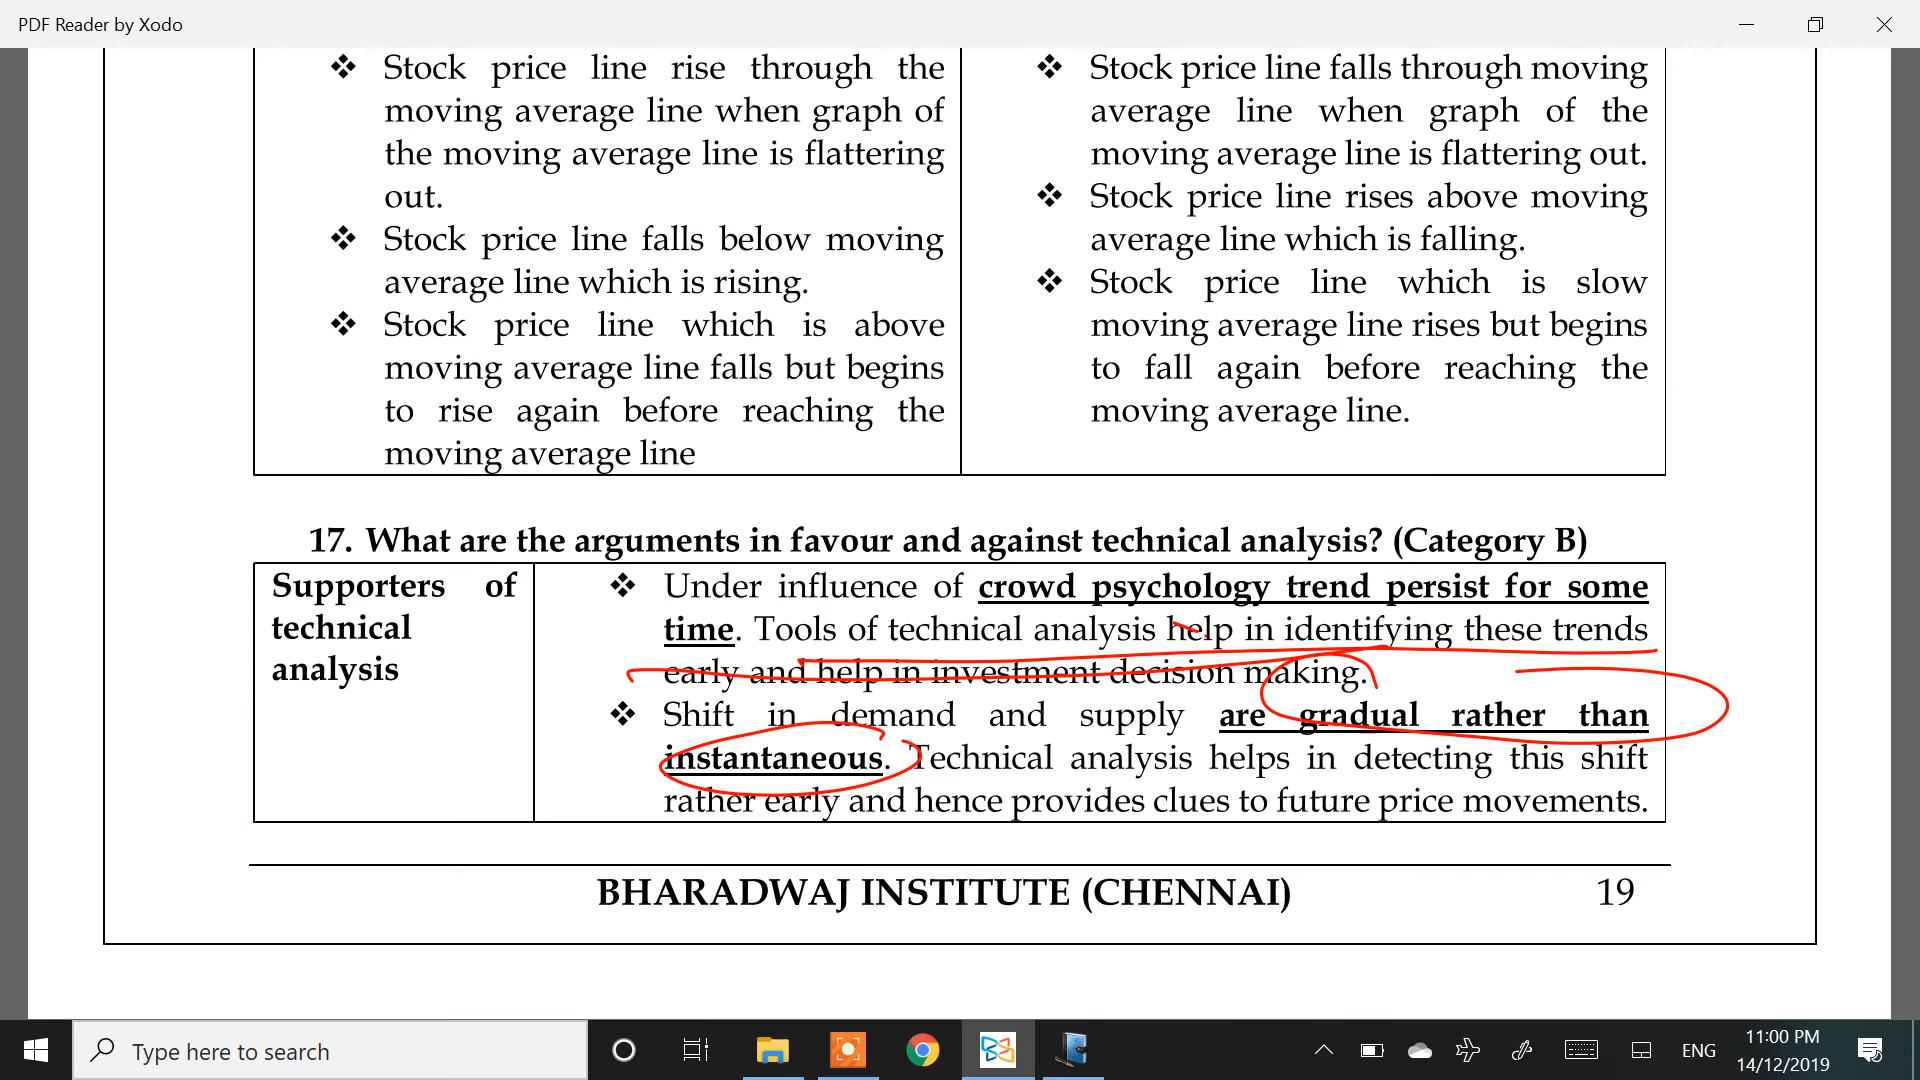 PDF Reader by Xodo
❖ Stock price line rise through the
moving average line when graph of
the moving average line is flattering
out.
❖ Stock price line falls below moving
average line which is rising.
❖ Stock price line which is above
moving average line falls but begins
to rise again before reaching the
moving average line
❖ Stock price line falls through moving
average line when graph of the
moving average line is flattering out.
❖ Stock price line rises above moving
average line which is falling.
❖ Stock price line which is slow
moving average line rises but begins
to fall again before reaching the
moving average line.
17. What are the arguments in favour and against technical analysis? (Category B)
Supporters of
technical
analysis
❖ Under influence of crowd psychology trend persist for some
time. Tools of technical analysis help in identifying these trends
early and help in investment decision making.
❖ Shift in demand and supply are gradual rather than
instantaneous. Technical analysis helps in detecting this shift
rather early and hence provides clues to future price movements.
BHARADWAJ INSTITUTE (CHENNAI) 19
Type here to search
ENG
11:00 PM
14/12/2019